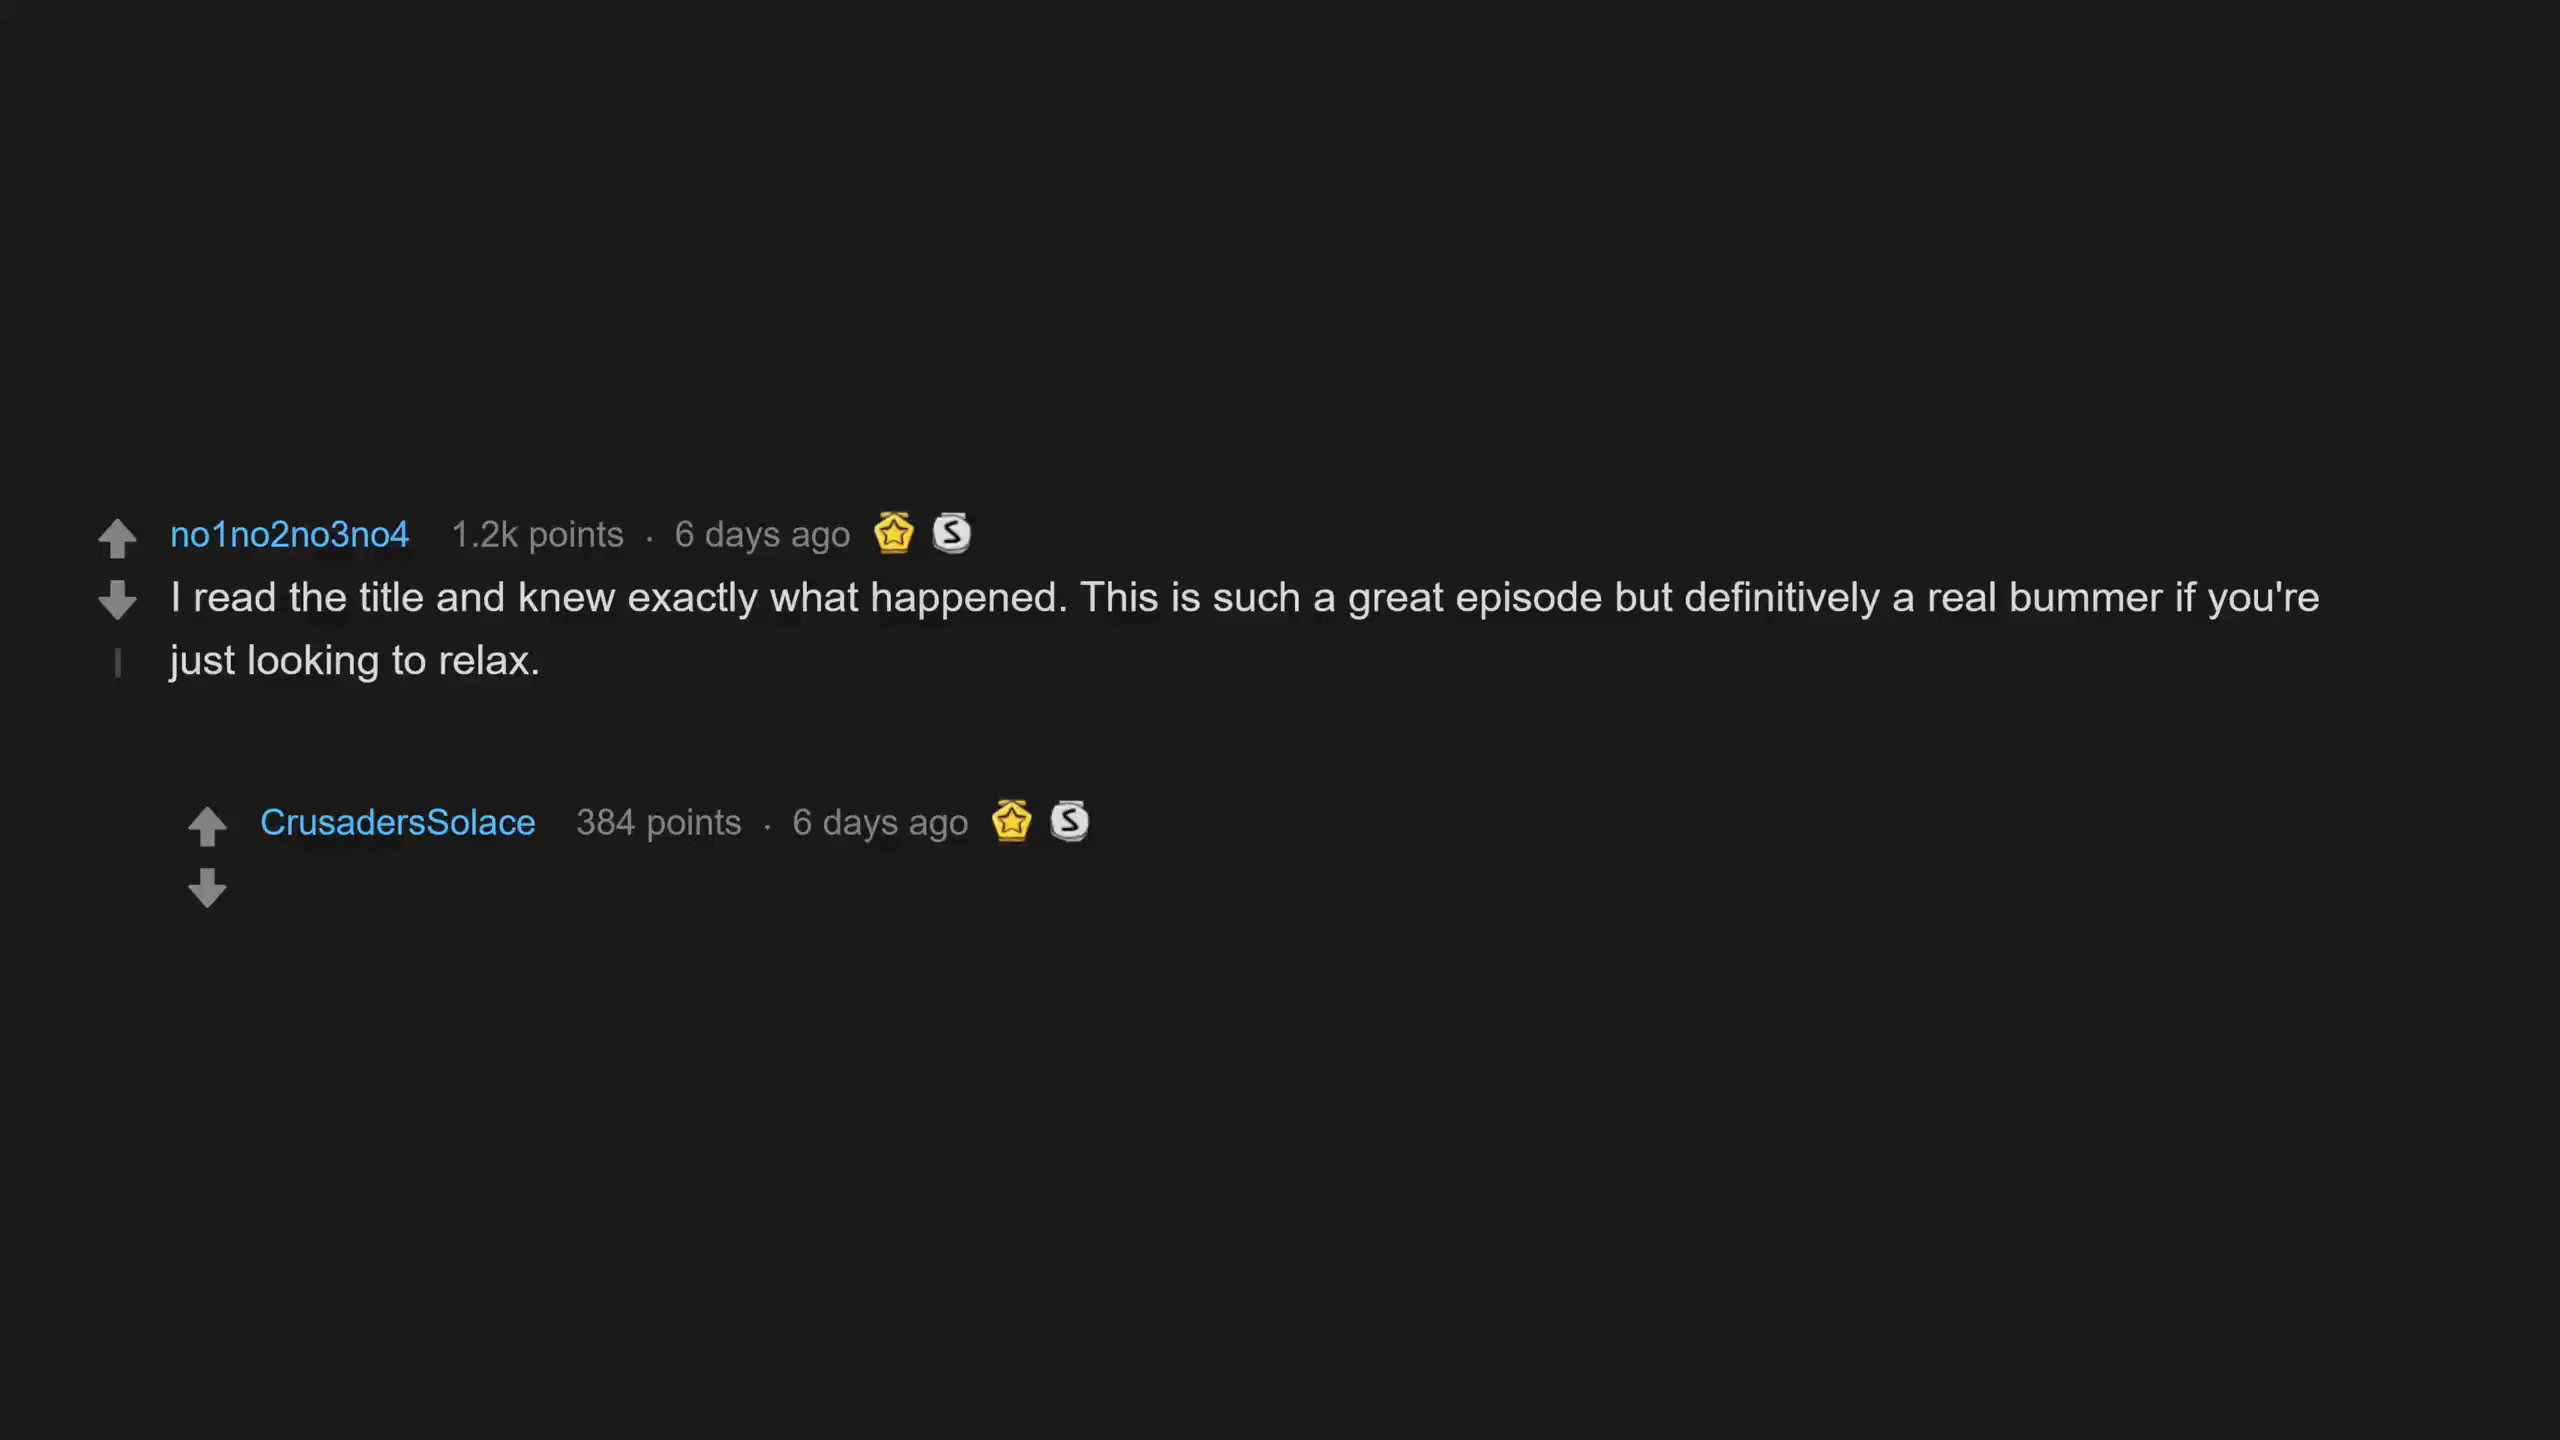 no1no2no3no4 1.2k points · 6 days ago S
I read the title and knew exactly what happened. This is such a great episode but definitively a real bummer if you're
just looking to relax.
CrusadersSolace 384 points · 6 days ago S